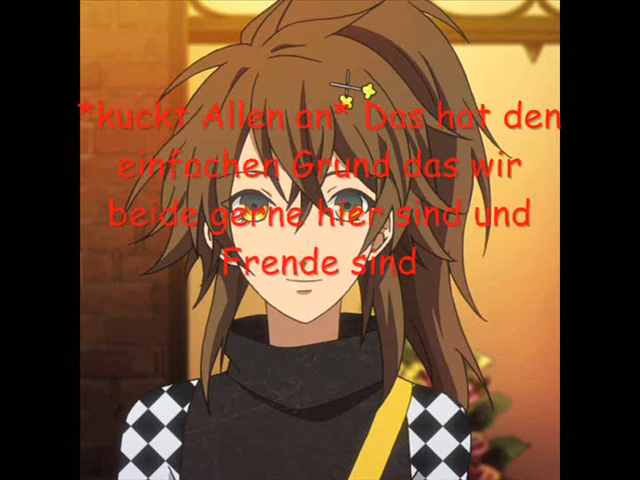 *kuckt Allen an* Das hat den
einfachen Grund das wir
beide gerne hier sind und
Frende sind